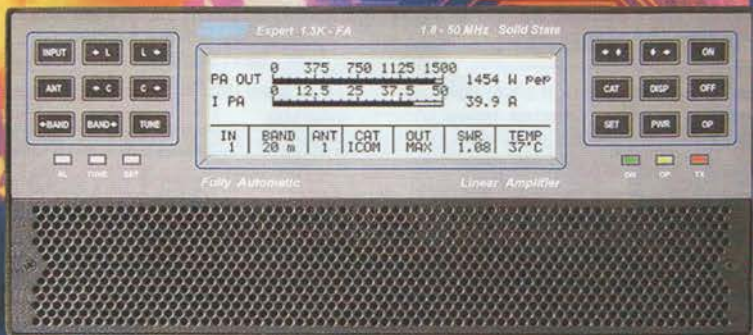 Expert 1.3K - FA
1.8 - 50 MHz Solid State
INPUT
← L
L →
ANT
← C
C →
←BAND
BAND→
TUNE
AL
TUNE
SET
0 375 750 1125 1500
PA OUT 1454 W pep
0 12.5 25 37.5 50
I PA 39.9 A
IN BAND ANT CAT OUT SWR TEMP
1 20 m 1 ICOM MAX 1.08 37°C
ON
CAT
DISP
OFF
SET
PWR
OP
ON
OP
TX
Fully Automatic
Linear Amplifier